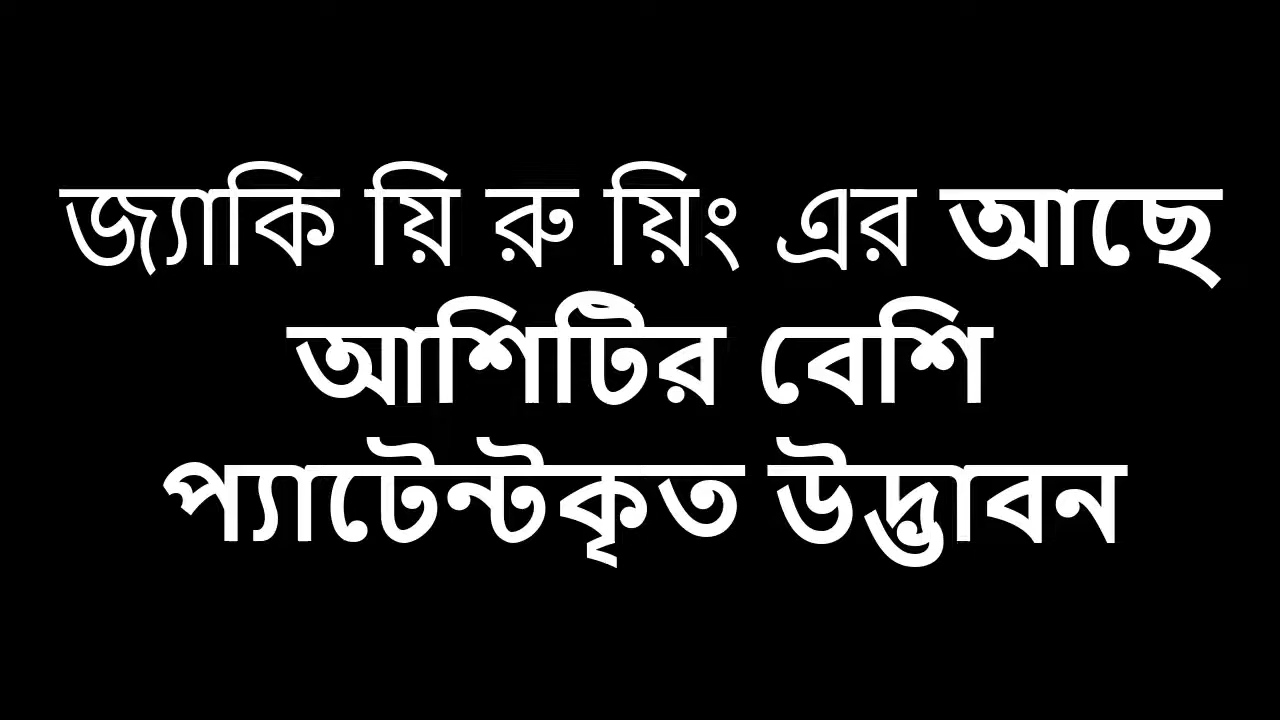 জ্যাকি য়ি রু য়িং এর আছে
আশিটির বেশি
প্যাটেন্টকৃত উদ্ভাবন